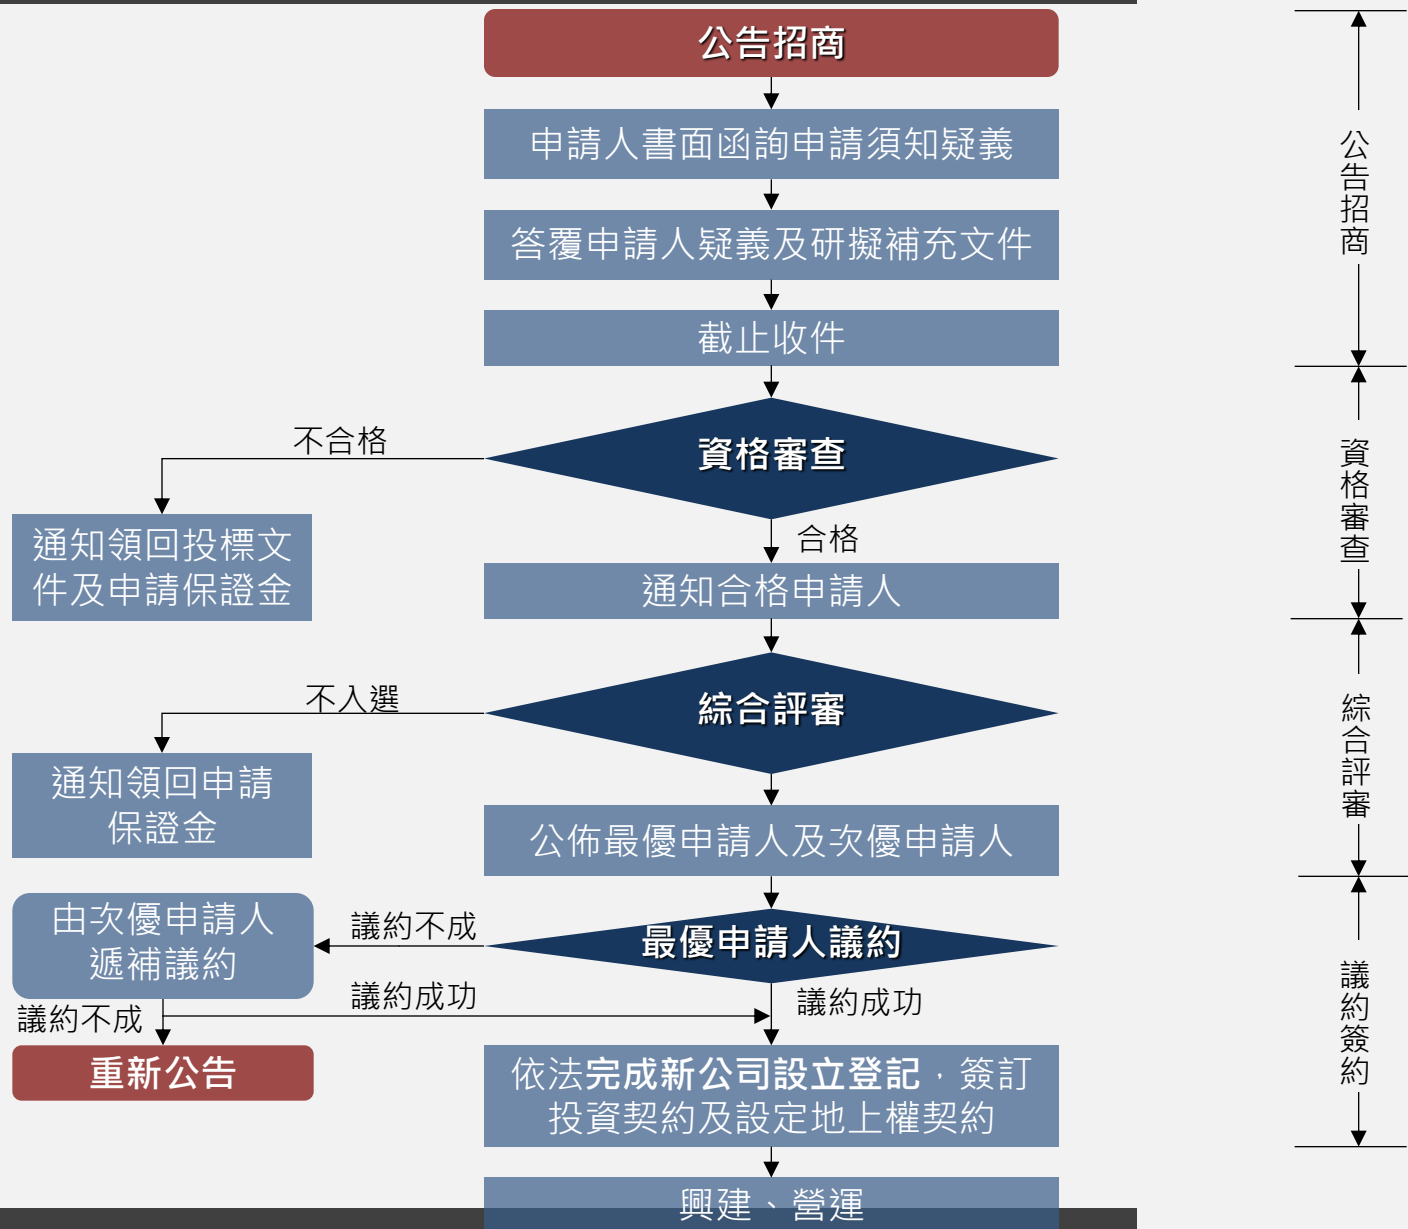 公告招商
申請人書面函詢申請須知疑義
答覆申請人疑義及研擬補充文件
截止收件
資格審查
不合格
通知領回投標文
件及申請保證金
合格
通知合格申請人
綜合評審
不入選
通知領回申請
保證金
公佈最優申請人及次優申請人
最優申請人議約
議約不成
由次優申請人
遞補議約
議約成功
議約成功
議約不成
重新公告
依法完成新公司設立登記，簽訂
投資契約及設定地上權契約
興建、營運
公告招商
資格審查
綜合評審
議約簽約